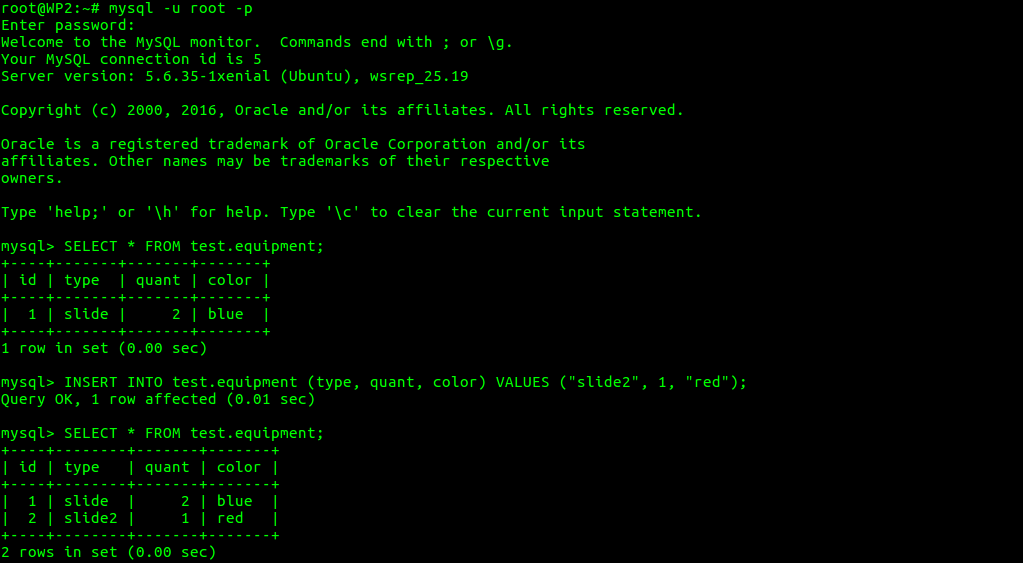 root@WP2:~# mysql -u root -p
Enter password:
Welcome to the MySQL monitor.  Commands end with ; or \g.
Your MySQL connection id is 5
Server version: 5.6.35-1xenial (Ubuntu), wsrep_25.19
Copyright (c) 2000, 2016, Oracle and/or its affiliates. All rights reserved.
Oracle is a registered trademark of Oracle Corporation and/or its
affiliates. Other names may be trademarks of their respective
owners.
Type 'help;' or '\h' for help. Type '\c' to clear the current input statement.
mysql> SELECT * FROM test.equipment;
+----+-------+-------+-------+
| id | type  | quant | color |
+----+-------+-------+-------+
|  1 | slide |     2 | blue  |
+----+-------+-------+-------+
1 row in set (0.00 sec)
mysql> INSERT INTO test.equipment (type, quant, color) VALUES ("slide2", 1, "red");
Query OK, 1 row affected (0.01 sec)
mysql> SELECT * FROM test.equipment;
+----+--------+-------+-------+
| id | type   | quant | color |
+----+--------+-------+-------+
|  1 | slide  |     2 | blue  |
|  2 | slide2 |     1 | red   |
+----+--------+-------+-------+
2 rows in set (0.00 sec)